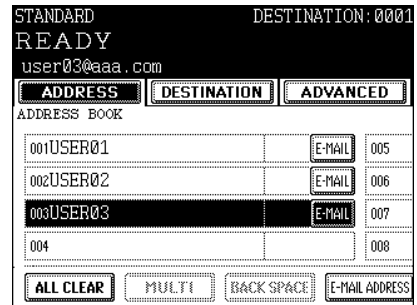 STANDARD DESTINATION:0001
READY
user03@aaa.com
ADDRESS DESTINATION ADVANCED
ADDRESS BOOK
001USER01 E-MAIL 005
002USER02 E-MAIL 006
003USER03 E-MAIL 007
004 008
ALL CLEAR MULTI BACK SPACE E-MAIL ADDRESS